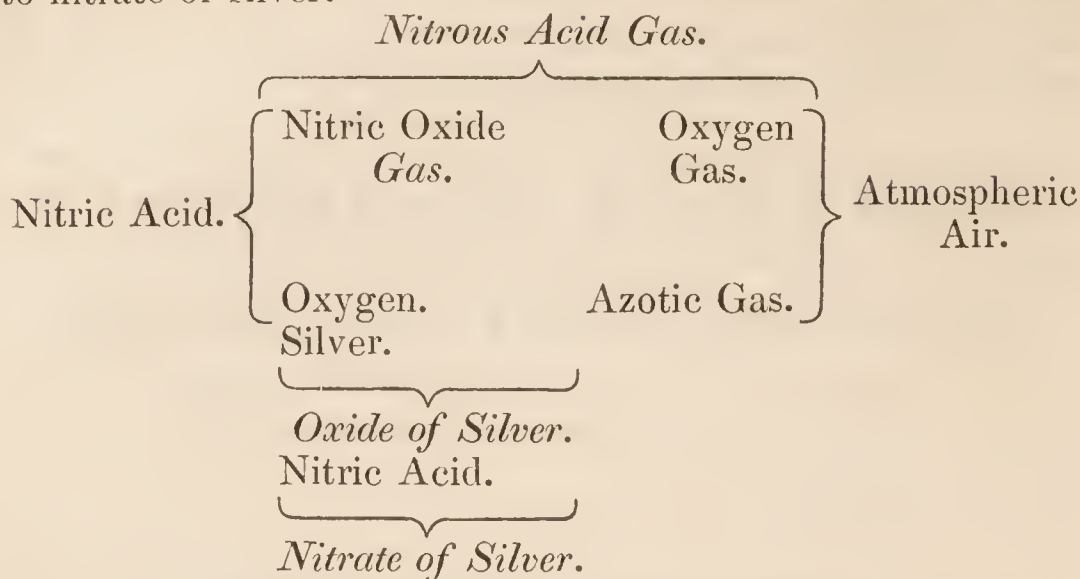 to nitrate of silver.
Nitrous Acid Gas.
Nitric Oxide Oxygen
Gas. Gas.
Nitric Acid. Atmospheric
Air.
Oxygen. Azotic Gas.
Silver.
Oxide of Silver.
Nitric Acid.
Nitrate of Silver.